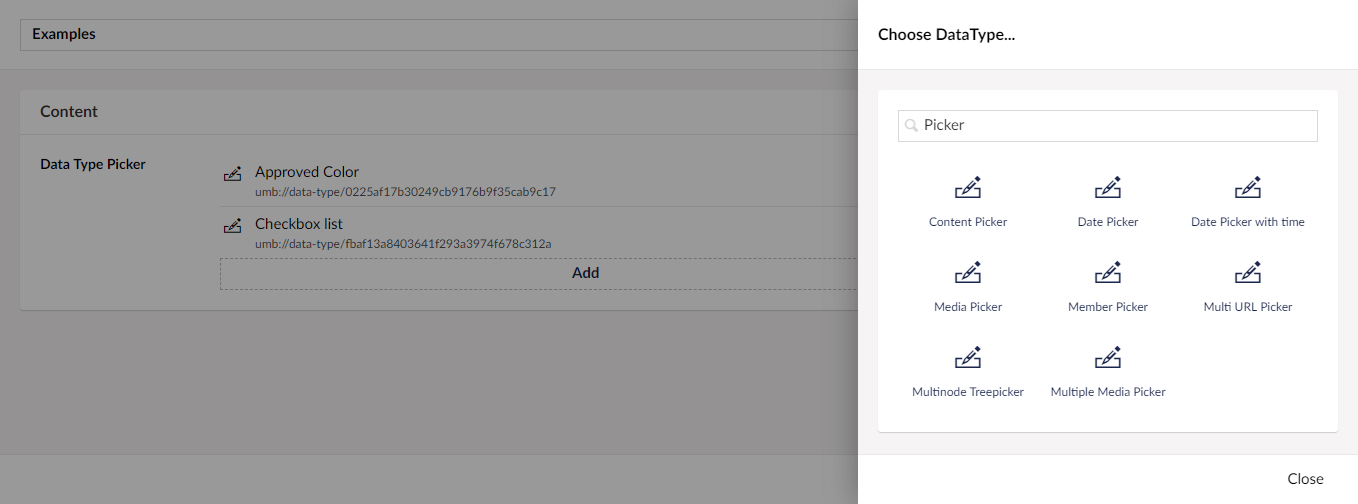 Examples
Content
Data Type Picker
Approved Color
umb://data-type/0225af17b30249cb9176b9f35cab9c17
Checkbox list
umb://data-type/fbaf13a8403641f293a3974f678c312a
Add
Choose DataType...
Picker
Content Picker
Date Picker
Date Picker with time
Media Picker
Member Picker
Multi URL Picker
Multinode Treepicker
Multiple Media Picker
Close